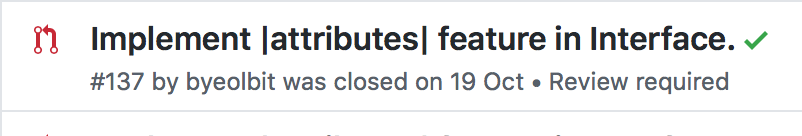 Implement |attributes| feature in Interface.
#137 by byeolbit was closed on 19 Oct • Review required